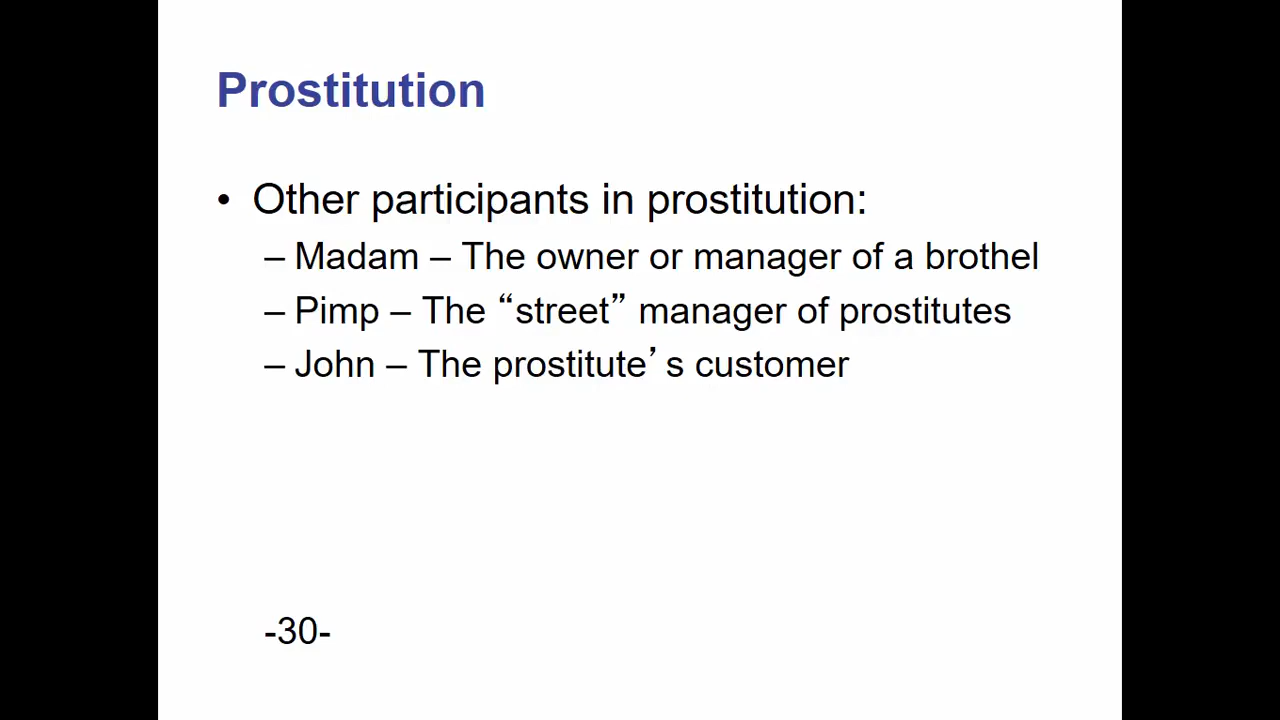 Prostitution
• Other participants in prostitution:
– Madam – The owner or manager of a brothel
– Pimp – The “street” manager of prostitutes
– John – The prostitute’s customer
-30-